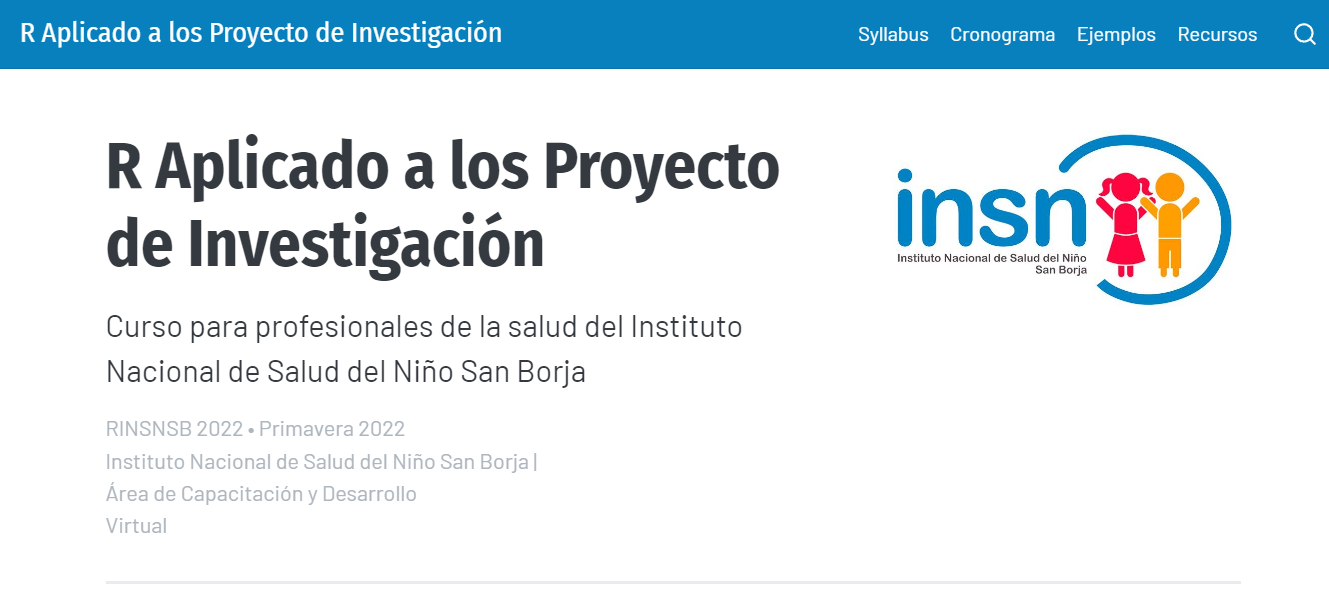 R Aplicado a los Proyecto de Investigación
Syllabus Cronograma Ejemplos Recursos
R Aplicado a los Proyecto
de Investigación
insn
Instituto Nacional de Salud del Niño
San Borja
Curso para profesionales de la salud del Instituto
Nacional de Salud del Niño San Borja
RINSNSB 2022 • Primavera 2022
Instituto Nacional de Salud del Niño San Borja |
Área de Capacitación y Desarrollo
Virtual